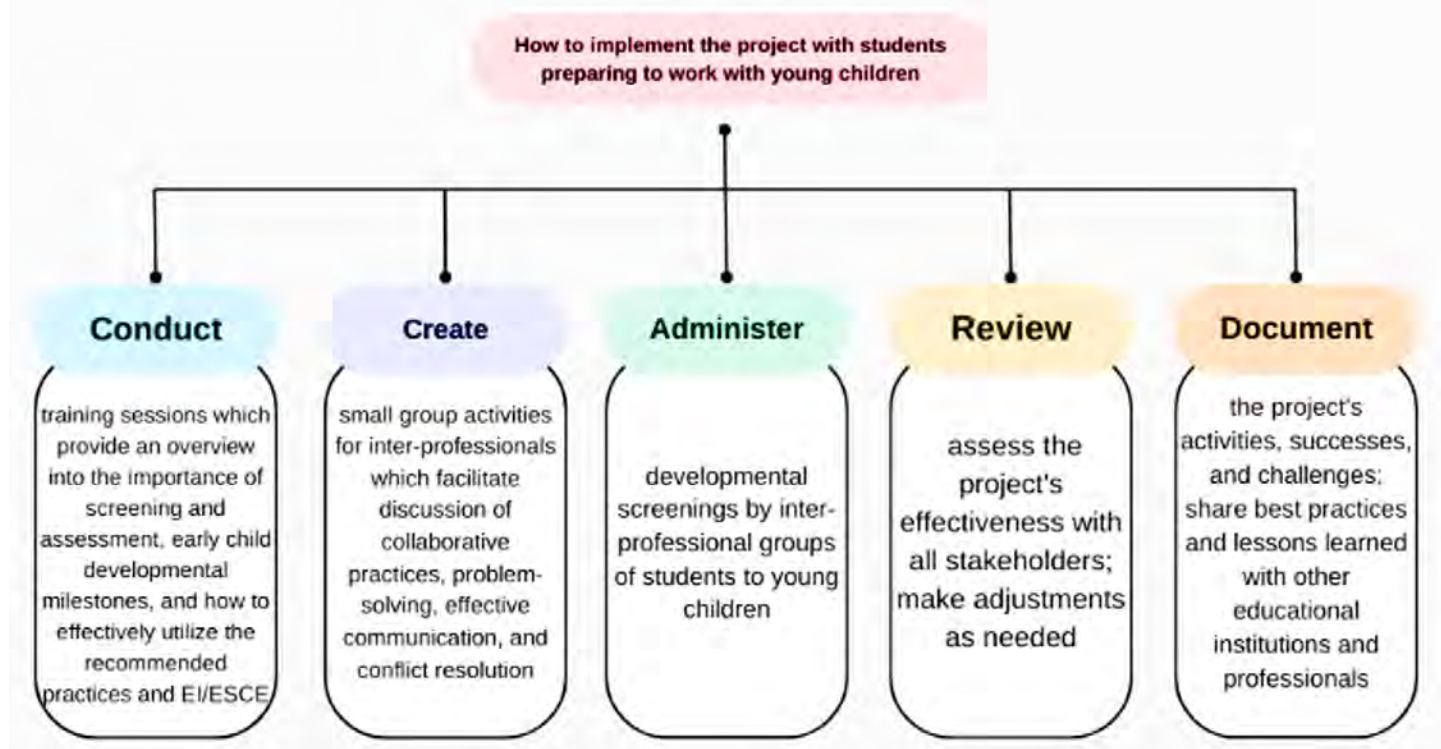 How to implement the project with students
preparing to work with young children
Conduct
training sessions which
provide an overview
into the importance of
screening and
assessment, early child
developmental
milestones, and how to
effectively utilize the
recommended
practices and EI/ESCE
Create
small group activities
for inter-professionals
which facilitate
discussion of
collaborative
practices, problem-
solving, effective
communication, and
conflict resolution
Administer
developmental
screenings by inter-
professional groups
of students to young
children
Review
assess the
project's
effectiveness with
all stakeholders;
make adjustments
as needed
Document
the project's
activities, successes,
and challenges;
share best practices
and lessons learned
with other
educational
institutions and
professionals